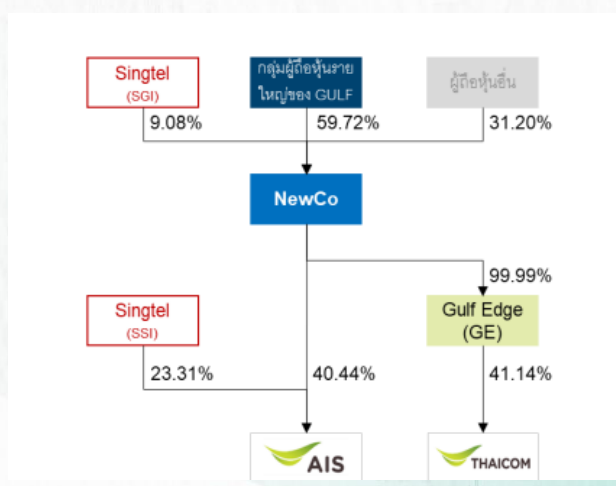 Singtel
(SGI)
กลุ่มผู้ถือหุ้นราย
ใหญ่ของ GULF
ผู้ถือหุ้นอื่น
9.08%
59.72%
31.20%
NewCo
99.99%
Singtel
(SSI)
Gulf Edge
(GE)
23.31%
40.44%
41.14%
AIS
THAICOM